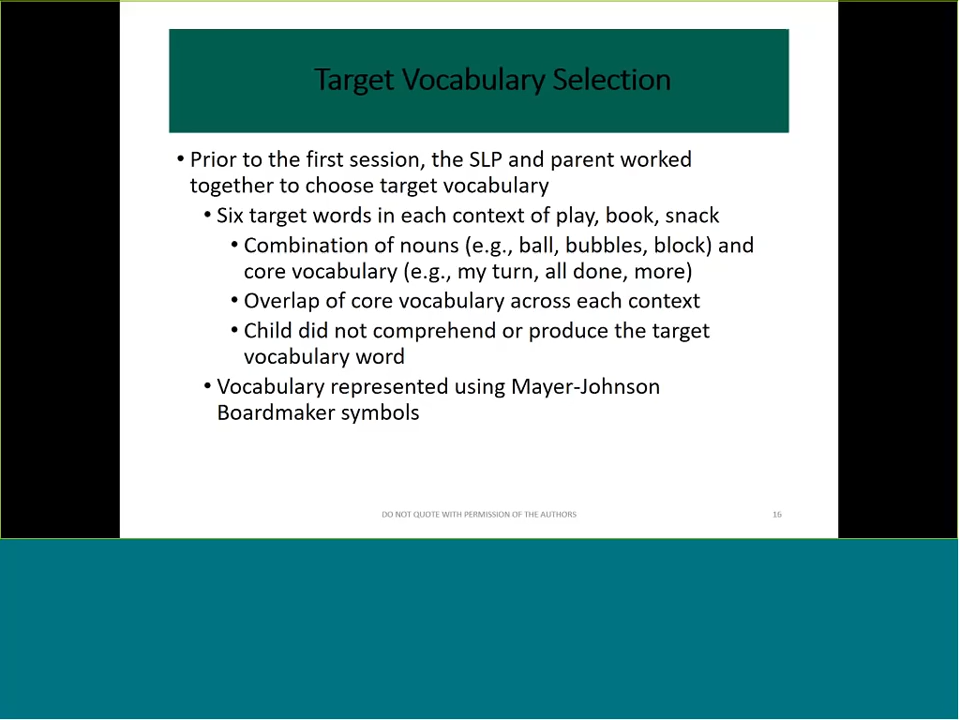 Target Vocabulary Selection
• Prior to the first session, the SLP and parent worked
together to choose target vocabulary
• Six target words in each context of play, book, snack
• Combination of nouns (e.g., ball, bubbles, block) and
core vocabulary (e.g., my turn, all done, more)
• Overlap of core vocabulary across each context
• Child did not comprehend or produce the target
vocabulary word
• Vocabulary represented using Mayer-Johnson
Boardmaker symbols
DO NOT QUOTE WITH PERMISSION OF THE AUTHORS
16